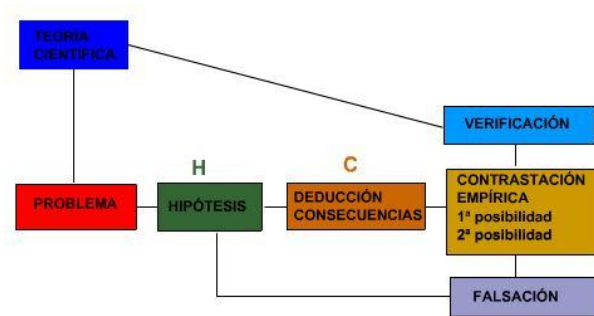 TEORÍA
CIENTÍFICA
VERIFICACIÓN
H
C
PROBLEMA
HIPÓTESIS
DEDUCCIÓN
CONSECUENCIAS
CONTRASTACIÓN
EMPÍRICA
1ª posibilidad
2ª posibilidad
FALSACIÓN